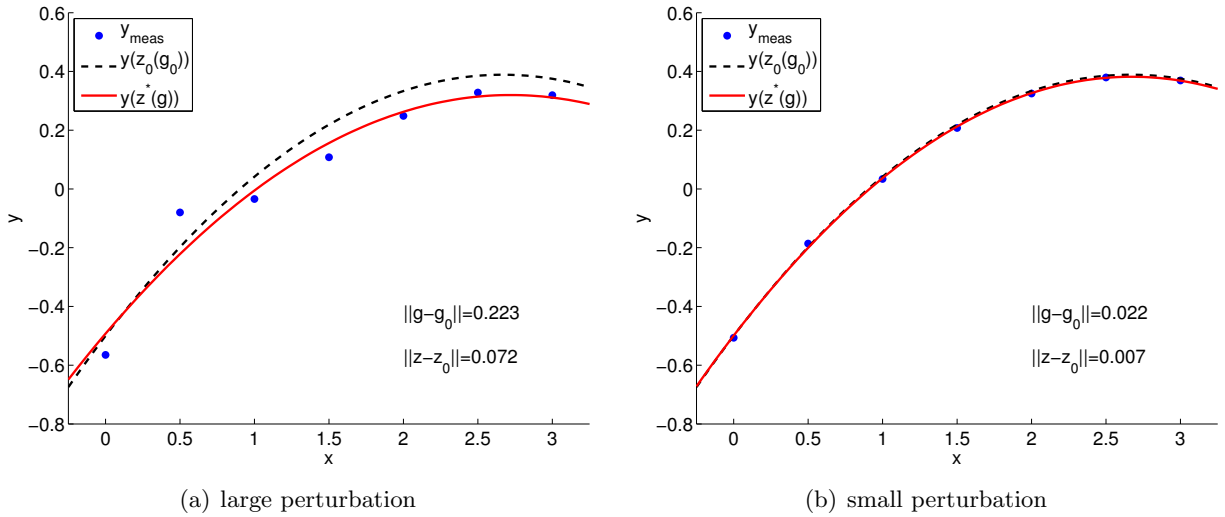 0.6
0.4
0.2
0
−0.2
−0.4
−0.6
−0.8
y
y_meas
y(z_0(g_0))
y(z^*(g))
||g−g_0||=0.223
||z−z_0||=0.072
0 0.5 1 1.5 2 2.5 3
x
(a) large perturbation
0.6
0.4
0.2
0
−0.2
−0.4
−0.6
−0.8
y
y_meas
y(z_0(g_0))
y(z^*(g))
||g−g_0||=0.022
||z−z_0||=0.007
0 0.5 1 1.5 2 2.5 3
x
(b) small perturbation